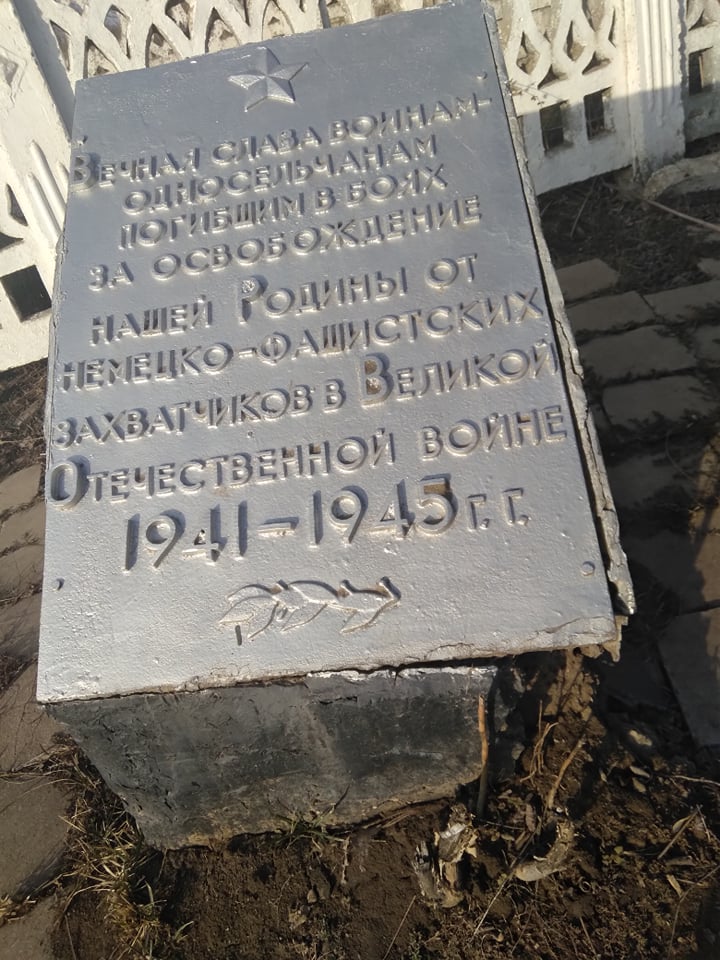 Вечная слава воинам-
односельчанам
погибшим в боях
за освобождение
нашей Родины от
немецко-фашистских
захватчиков в Великой
Отечественной войне
1941-1945 г.г.